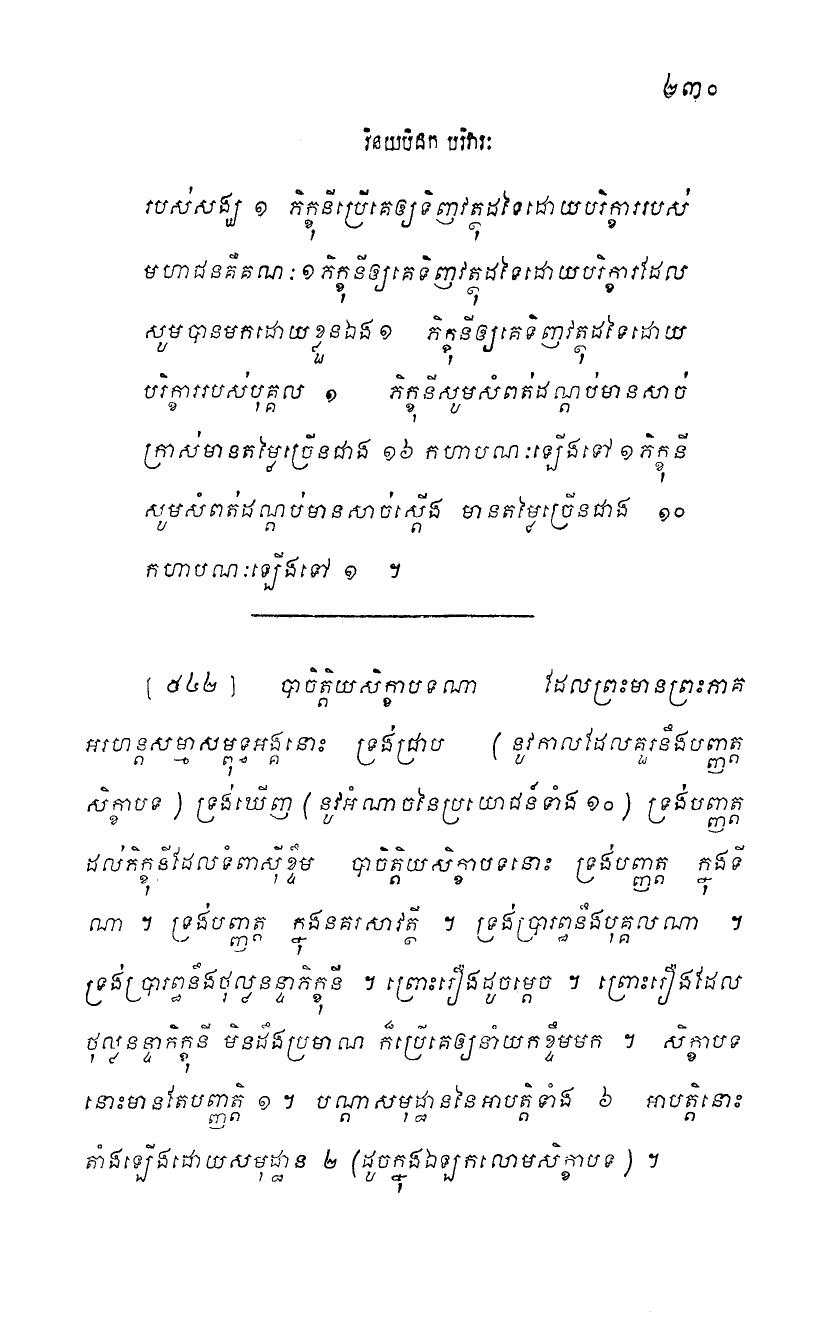 ២៣០
វិនយបិដក បរិវារៈ
របស់សង្ឃ ១ ភិក្ខុនីប្រើគេឲ្យទិញវត្ថុដទៃដោយបរិក្ខាររបស់
មហាជនគឺគណៈ ១ ភិក្ខុនីឲ្យគេទិញវត្ថុដទៃដោយបរិក្ខារដែល
សូមបានមកដោយខ្លួនឯង ១ ភិក្ខុនីឲ្យគេទិញវត្ថុដទៃដោយ
បរិក្ខាររបស់បុគ្គល ១ ភិក្ខុនីសូមសំពត់ដណ្ដប់មានសាច់
ក្រាស់មានតម្លៃច្រើនជាង ១៦ កហាបណៈឡើងទៅ ១ ភិក្ខុនី
សូមសំពត់ដណ្ដប់មានសាច់ស្ដើង មានតម្លៃច្រើនជាង ១០
កហាបណៈឡើងទៅ ១ ។
[ ៥៤២ ] បាចិត្តិយសិក្ខាបទណា ដែលព្រះមានព្រះភាគ
អរហន្តសម្មាសម្ពុទ្ធអង្គនោះ ទ្រង់ជ្រាប ( នូវកាលដែលគួរនឹងបញ្ញត្ត
សិក្ខាបទ ) ទ្រង់ឃើញ ( នូវអំណាចនៃប្រយោជន៍ទាំង ១០ ) ទ្រង់បញ្ញត្ត
ដល់ភិក្ខុនីដែលទំពាស៊ីខ្ទឹម បាចិត្តិយសិក្ខាបទនោះ ទ្រង់បញ្ញត្ត ក្នុងទី
ណា ។ ទ្រង់បញ្ញត្ត ក្នុងនគរសាវត្ថី ។ ទ្រង់ប្រារព្ធនឹងបុគ្គលណា ។
ទ្រង់ប្រារព្ធនឹងថុល្លនន្ទាភិក្ខុនី ។ ព្រោះរឿងដូចម្ដេច ។ ព្រោះរឿងដែល
ថុល្លនន្ទាភិក្ខុនី មិនដឹងប្រមាណ ក៏ប្រើគេឲ្យនាំយកខ្ទឹមមក ។ សិក្ខាបទ
នោះមានតែបញ្ញត្តិ ១ ។ បណ្ដាសមុដ្ឋាននៃអាបត្តិទាំង ៦ អាបត្តិនោះ
តាំងឡើងដោយសមុដ្ឋាន ២ (ដូចក្នុងឯឡកលោមសិក្ខាបទ ) ។